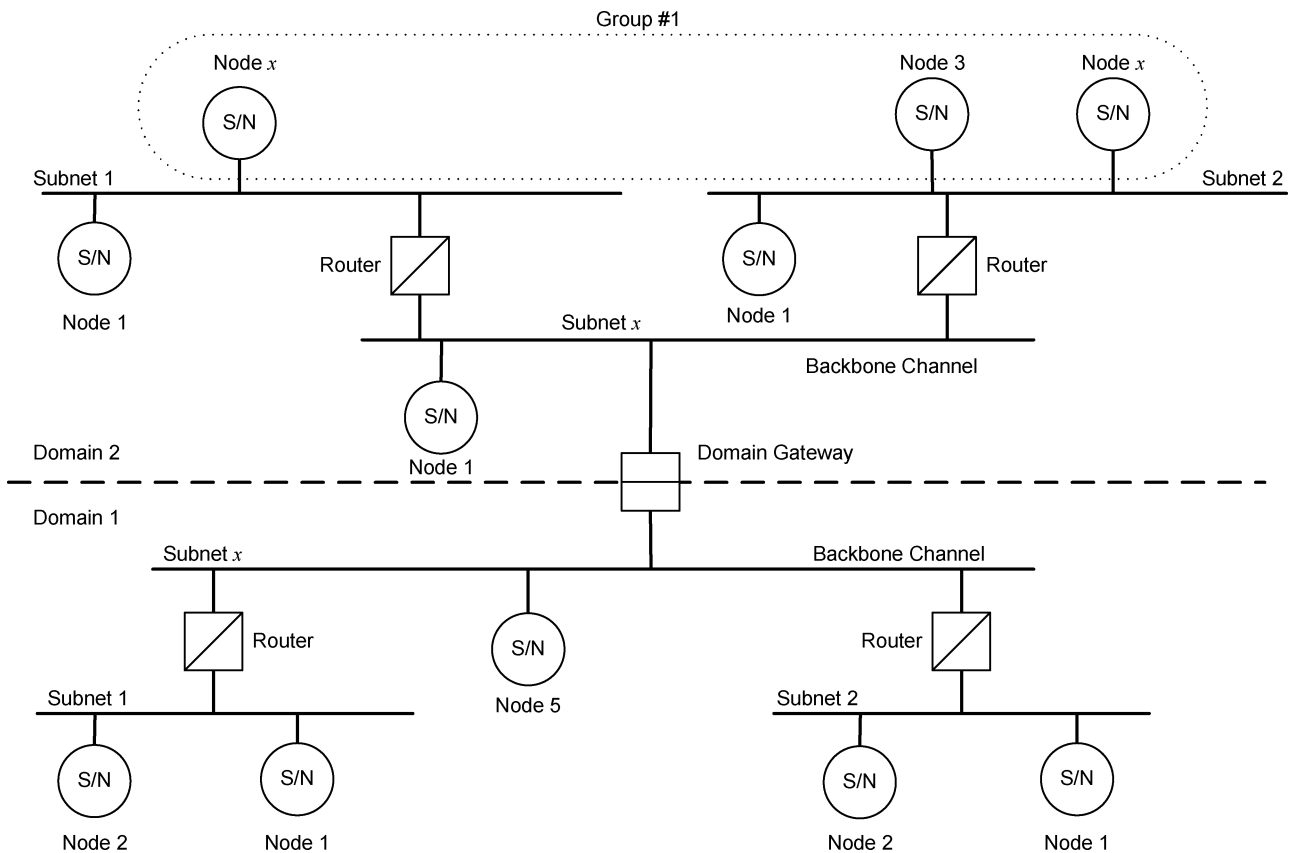 Group #1
Node x
Node 3
Node x
S/N
S/N
S/N
Subnet 1
Subnet 2
S/N
Router
S/N
Router
Node 1
Node 1
Subnet x
Backbone Channel
S/N
Node 1
Domain 2
Domain Gateway
Domain 1
Subnet x
Backbone Channel
Router
S/N
Router
Node 5
Subnet 1
Subnet 2
S/N
S/N
S/N
S/N
Node 2
Node 1
Node 2
Node 1